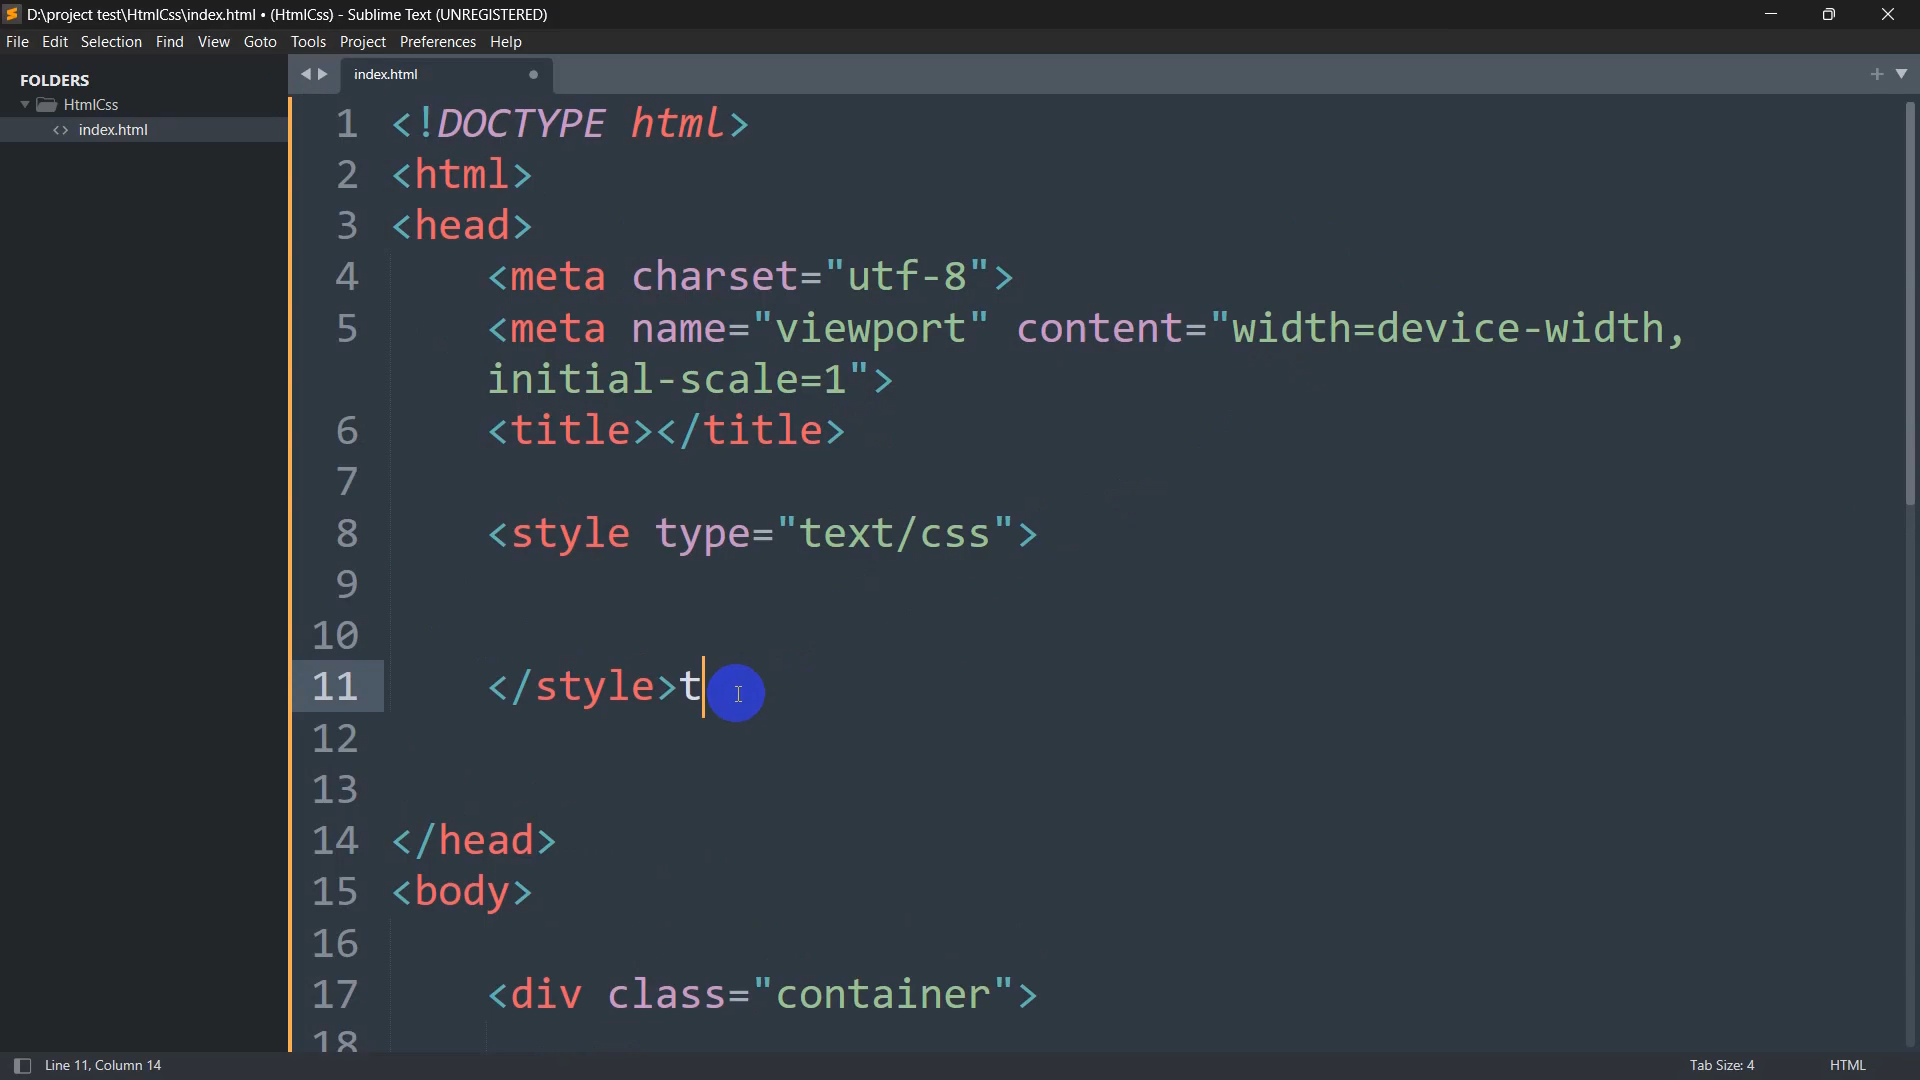 D:\project test\HtmlCss\index.html • (HtmlCss) - Sublime Text (UNREGISTERED)
File Edit Selection Find View Goto Tools Project Preferences Help
FOLDERS
HtmlCss
<> index.html
index.html
1 <!DOCTYPE html>
2 <html>
3 <head>
4 <meta charset="utf-8">
5 <meta name="viewport" content="width=device-width,
initial-scale=1">
6 <title></title>
7
8 <style type="text/css">
9
10
11 </style>t
12
13
14 </head>
15 <body>
16
17 <div class="container">
18
Line 11, Column 14
Tab Size: 4
HTML